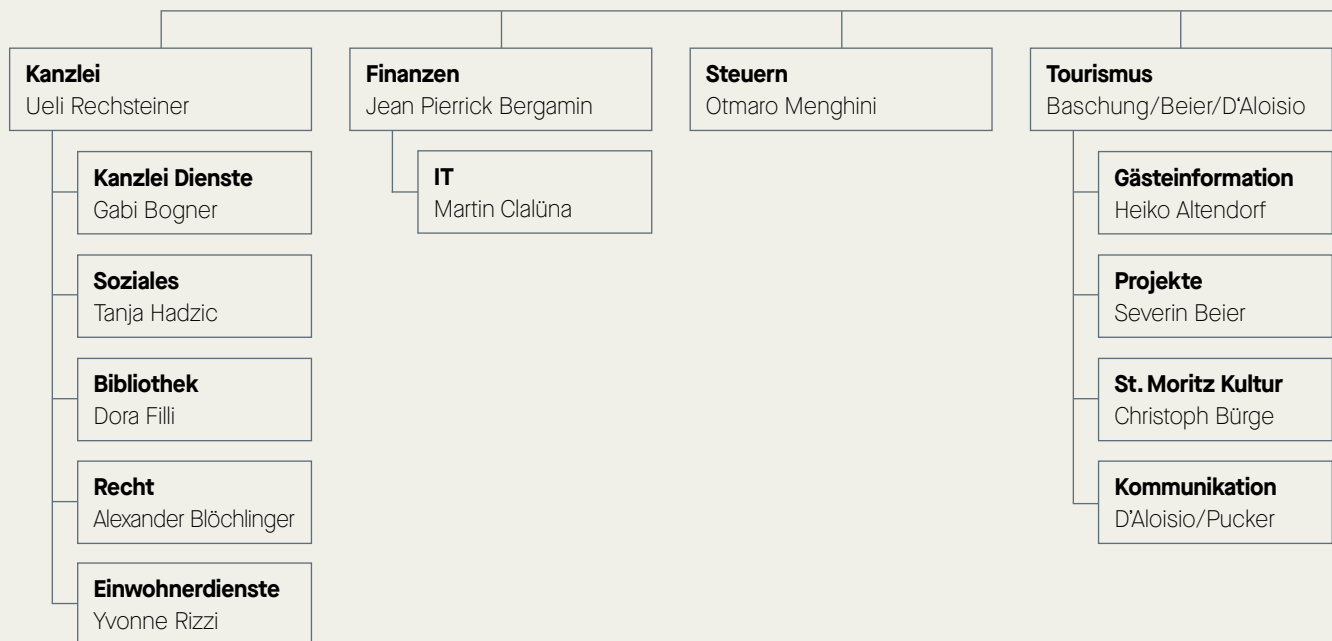 Kanzlei
Ueli Rechsteiner
Kanzlei Dienste
Gabi Bogner
Soziales
Tanja Hadzic
Bibliothek
Dora Filli
Recht
Alexander Blöchlinger
Einwohnerdienste
Yvonne Rizzi
Finanzen
Jean Pierrick Bergamin
IT
Martin Clalüna
Steuern
Otmaro Menghini
Tourismus
Baschung/Beier/D‘Aloisio
Gästeinformation
Heiko Altendorf
Projekte
Severin Beier
St. Moritz Kultur
Christoph Bürge
Kommunikation
D’Aloisio/Pucker